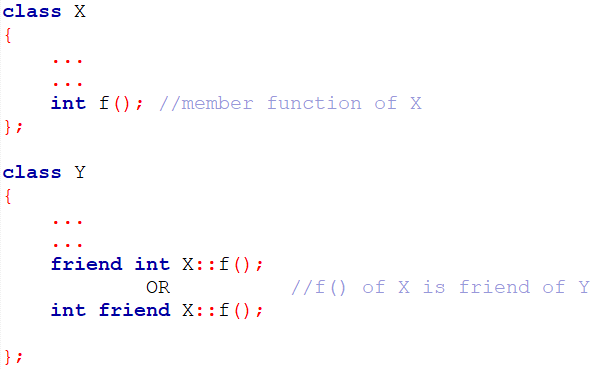 class X
{
    ...
    ...
    int f(); //member function of X
};

class Y
{
    ...
    ...
    friend int X::f();
            OR          //f() of X is friend of Y
    int friend X::f();

};